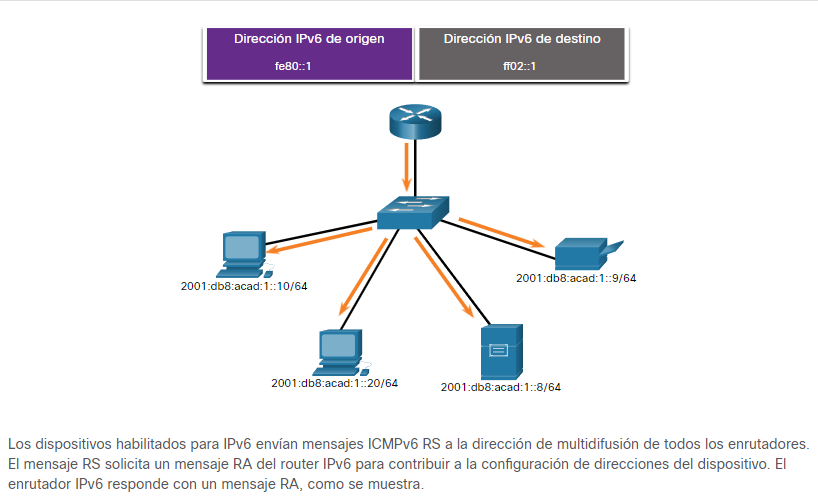 Dirección IPv6 de origen
fe80::1
Dirección IPv6 de destino
ff02::1
2001:db8:acad:1::10/64
2001:db8:acad:1::9/64
2001:db8:acad:1::20/64
2001:db8:acad:1::8/64
Los dispositivos habilitados para IPv6 envían mensajes ICMPv6 RS a la dirección de multidifusión de todos los enrutadores.
El mensaje RS solicita un mensaje RA del router IPv6 para contribuir a la configuración de direcciones del dispositivo. El
enrutador IPv6 responde con un mensaje RA, como se muestra.